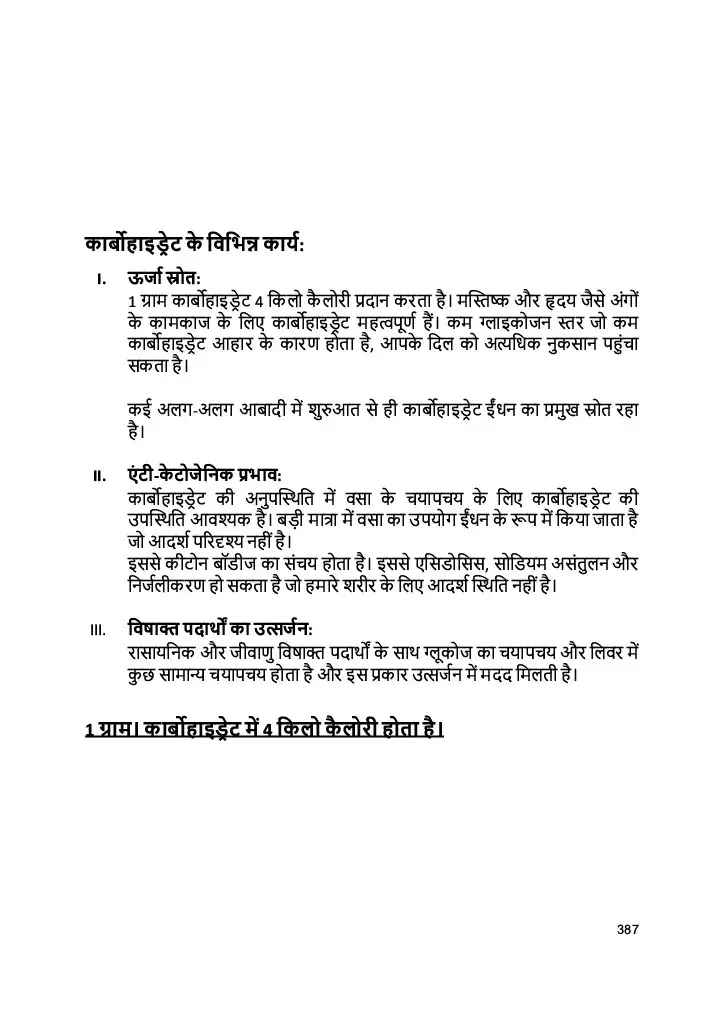 कार्बोहाइड्रेट के विभिन्न कार्य:
I. ऊर्जा स्रोत:
1 ग्राम कार्बोहाइड्रेट 4 किलो कैलोरी प्रदान करता है। मस्तिष्क और हृदय जैसे अंगों
के कामकाज के लिए कार्बोहाइड्रेट महत्वपूर्ण हैं। कम ग्लाइकोजन स्तर जो कम
कार्बोहाइड्रेट आहार के कारण होता है, आपके दिल को अत्यधिक नुकसान पहुंचा
सकता है।
कई अलग-अलग आबादी में शुरुआत से ही कार्बोहाइड्रेट ईंधन का प्रमुख स्रोत रहा
है।
II. एंटी-केटोजेनिक प्रभाव:
कार्बोहाइड्रेट की अनुपस्थिति में वसा के चयापचय के लिए कार्बोहाइड्रेट की
उपस्थिति आवश्यक है। बड़ी मात्रा में वसा का उपयोग ईंधन के रूप में किया जाता है
जो आदर्श परिदृश्य नहीं है।
इससे कीटोन बॉडीज का संचय होता है। इससे एसिडोसिस, सोडियम असंतुलन और
निर्जलीकरण हो सकता है जो हमारे शरीर के लिए आदर्श स्थिति नहीं है।
III. विषाक्त पदार्थों का उत्सर्जन:
रासायनिक और जीवाणु विषाक्त पदार्थों के साथ ग्लूकोज का चयापचय और लिवर में
कुछ सामान्य चयापचय होता है और इस प्रकार उत्सर्जन में मदद मिलती है।
1 ग्राम। कार्बोहाइड्रेट में 4 किलो कैलोरी होता है।
387